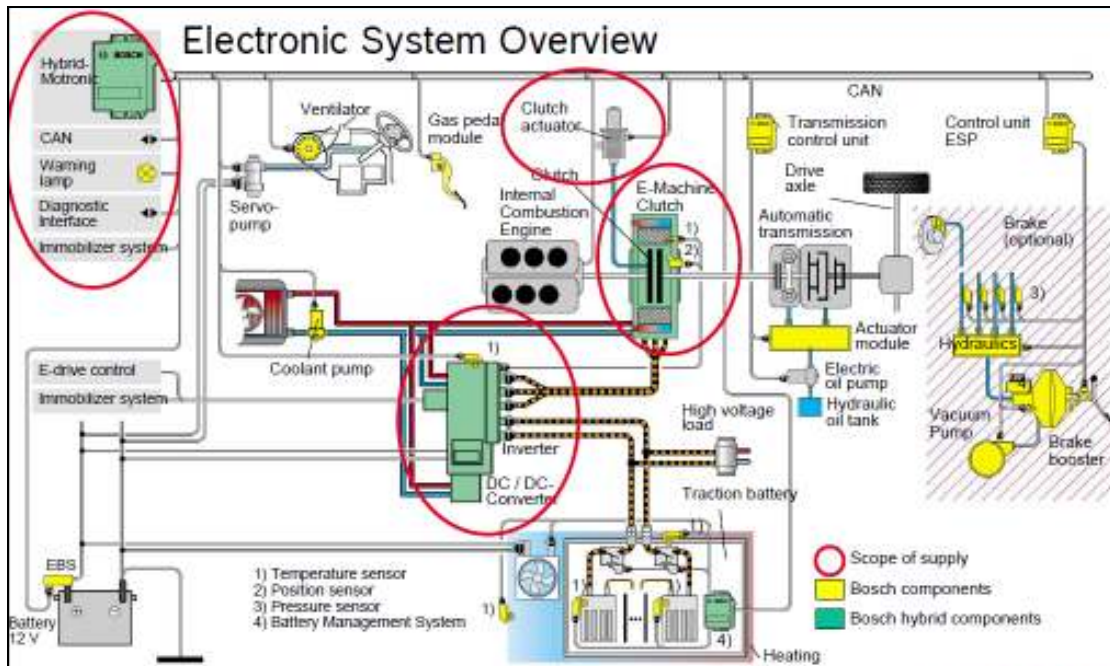 Electronic System Overview
Hybrid-
Motronic
BOSCH
CAN
Warning
lamp
Diagnostic
Interface
Immobilizer system
Ventilator
Servo-
pump
Gas pedal
module
Clutch
actuator
Clutch
Internal
Combustion
Engine
E-Machine
Clutch
1)
2)
CAN
Transmission
control unit
Control unit
ESP
Drive
axle
Automatic
transmission
Brake
(optional)
3)
Hydraulics
Actuator
module
Electric
oil pump
Hydraulic
oil tank
Vacuum
Pump
Brake
booster
Coolant pump
1)
E-drive control
Immobilizer system
Inverter
DC / DC-
Converter
High voltage
load
Traction battery
1)
1)
1)
1)
4)
Heating
EBS
Battery
12 V
1) Temperature sensor
2) Position sensor
3) Pressure sensor
4) Battery Management System
Scope of supply
Bosch components
Bosch hybrid components